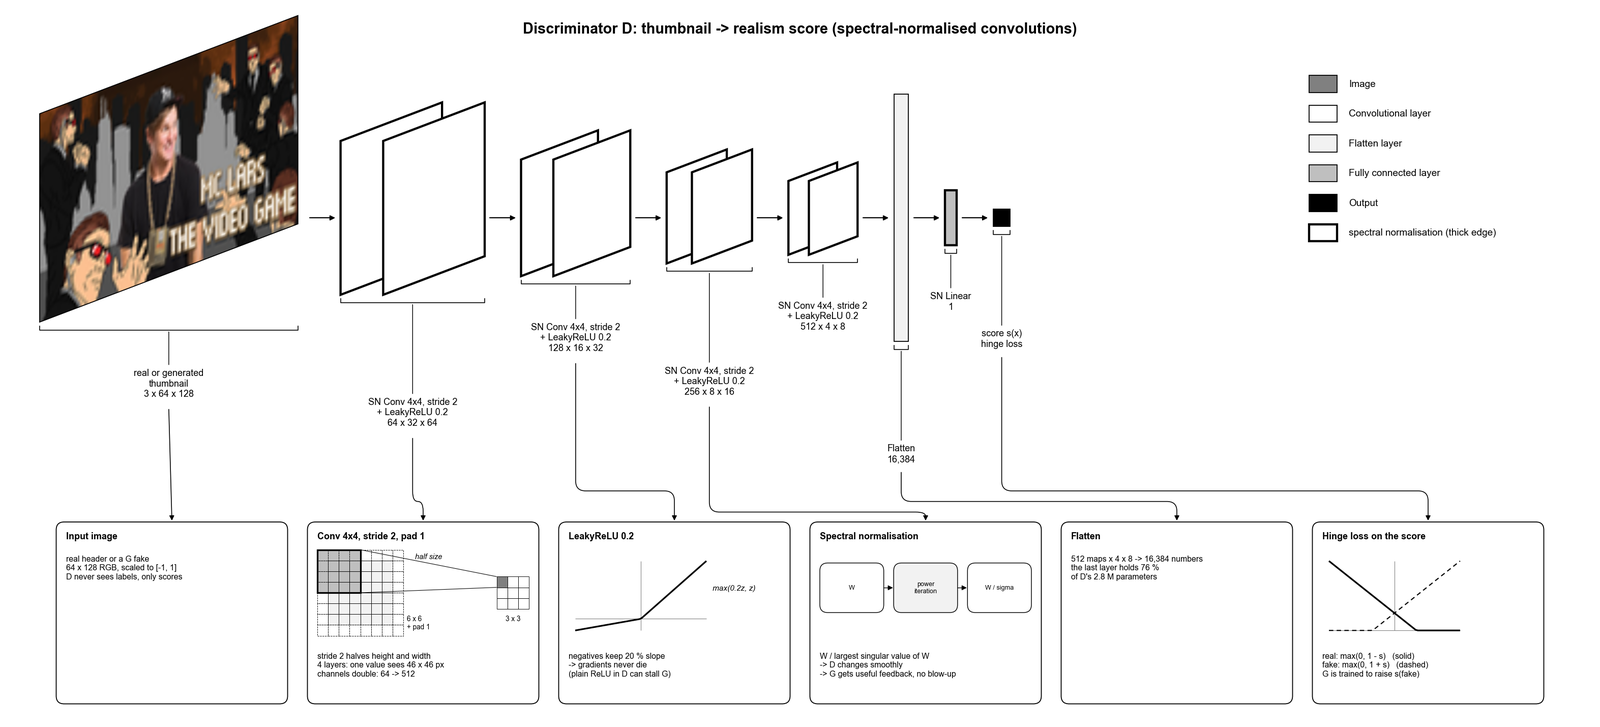 Discriminator D: thumbnail -> realism score (spectral-normalised convolutions)
MC LARS
THE VIDEO GAME
Image
Convolutional layer
Flatten layer
Fully connected layer
Output
spectral normalisation (thick edge)
real or generated
thumbnail
3 x 64 x 128
SN Conv 4x4, stride 2
+ LeakyReLU 0.2
64 x 32 x 64
SN Conv 4x4, stride 2
+ LeakyReLU 0.2
128 x 16 x 32
SN Conv 4x4, stride 2
+ LeakyReLU 0.2
256 x 8 x 16
SN Conv 4x4, stride 2
+ LeakyReLU 0.2
512 x 4 x 8
Flatten
16,384
SN Linear
1
score s(x)
hinge loss
Input image
real header or a G fake
64 x 128 RGB, scaled to [-1, 1]
D never sees labels, only scores
Conv 4x4, stride 2, pad 1
half size
6 x 6
+ pad 1
3 x 3
stride 2 halves height and width
4 layers: one value sees 46 x 46 px
channels double: 64 -> 512
LeakyReLU 0.2
max(0.2z, z)
negatives keep 20 % slope
-> gradients never die
(plain ReLU in D can stall G)
Spectral normalisation
W
power
iteration
W / sigma
W / largest singular value of W
-> D changes smoothly
-> G gets useful feedback, no blow-up
Flatten
512 maps x 4 x 8 -> 16,384 numbers
the last layer holds 76 %
of D's 2.8 M parameters
Hinge loss on the score
real: max(0, 1 - s) (solid)
fake: max(0, 1 + s) (dashed)
G is trained to raise s(fake)